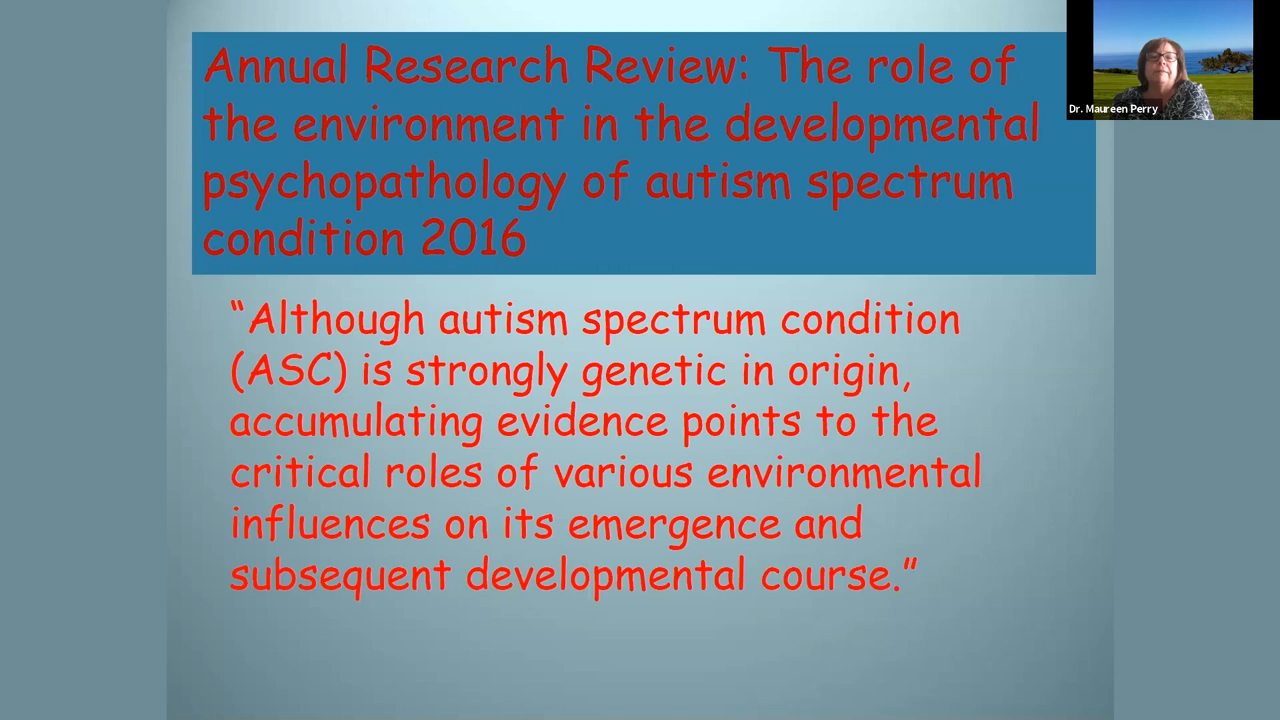 Annual Research Review: The role of
the environment in the developmental
psychopathology of autism spectrum
condition 2016
Dr. Maureen Perry
“Although autism spectrum condition
(ASC) is strongly genetic in origin,
accumulating evidence points to the
critical roles of various environmental
influences on its emergence and
subsequent developmental course.”